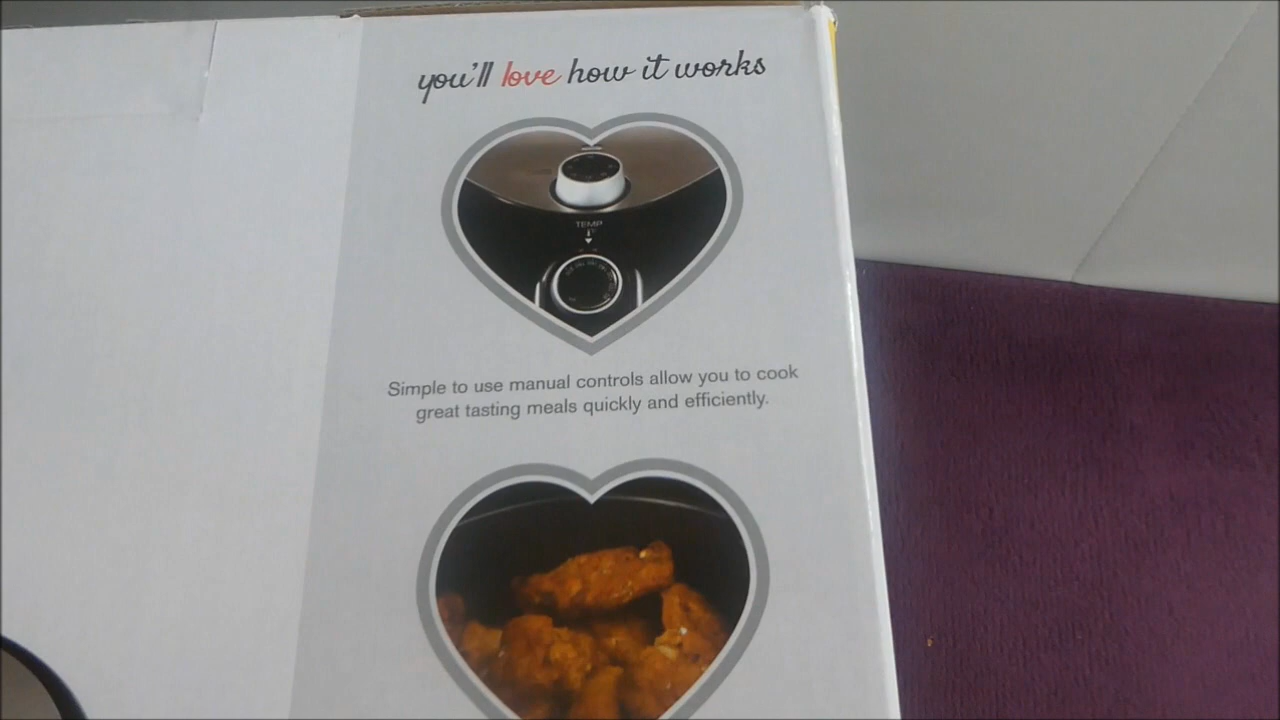 you'll love how it works
TEMP
Simple to use manual controls allow you to cook
great tasting meals quickly and efficiently.